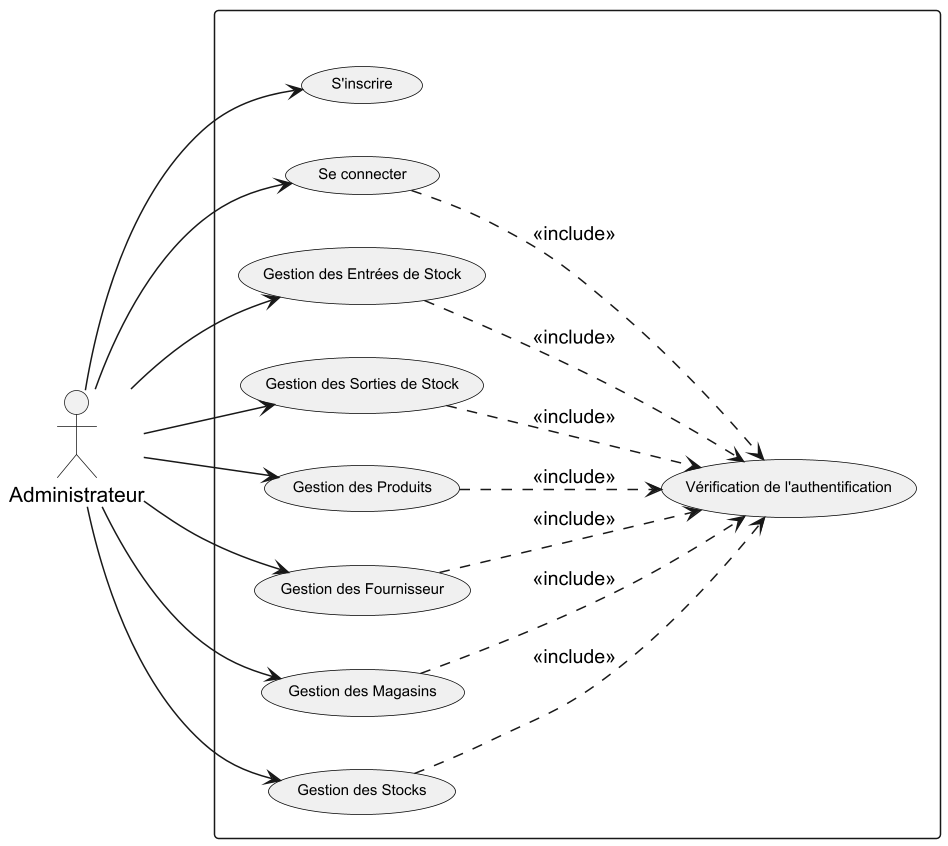 S'inscrire
Se connecter
«include»
Gestion des Entrées de Stock
«include»
Gestion des Sorties de Stock
«include»
Gestion des Produits
«include»
Vérification de l'authentification
Administrateur
«include»
Gestion des Fournisseur
«include»
«include»
Gestion des Magasins
Gestion des Stocks